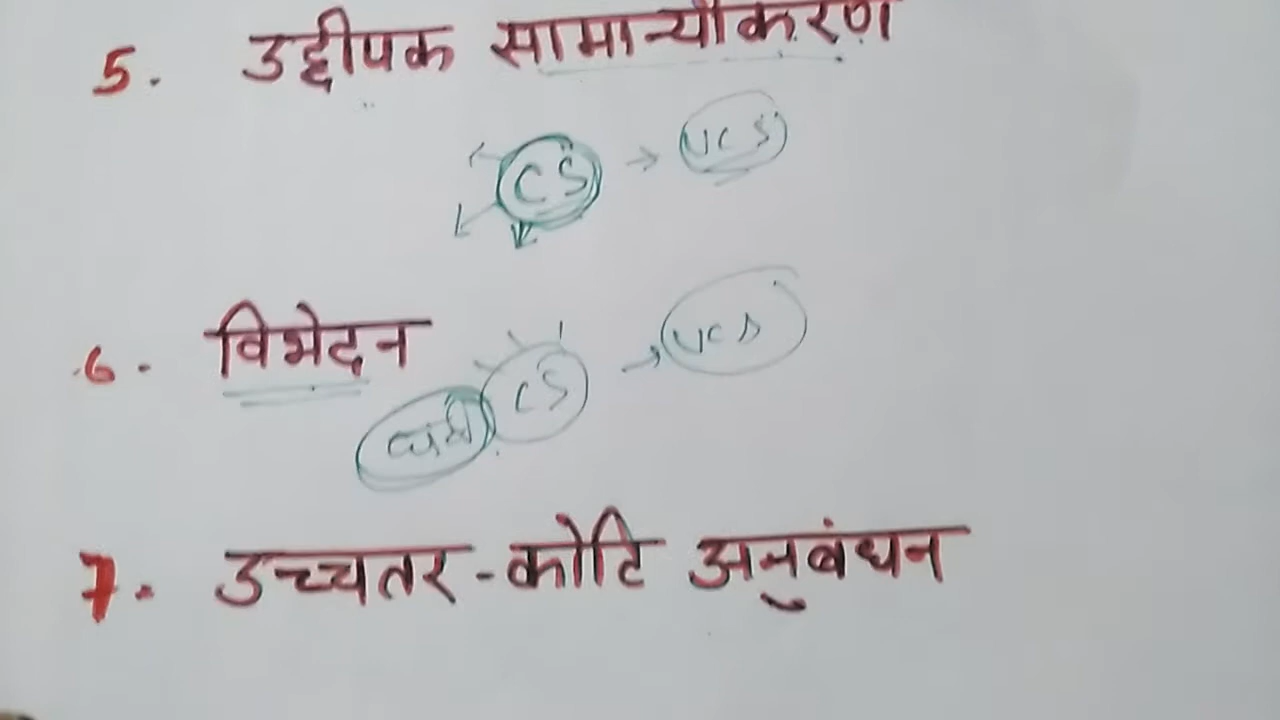 5. उद्दीपक सामान्यीकरण
CS → UCS
6. विभेदन
CS → UCS
7. उच्चतर-कोटि अनुबंधन